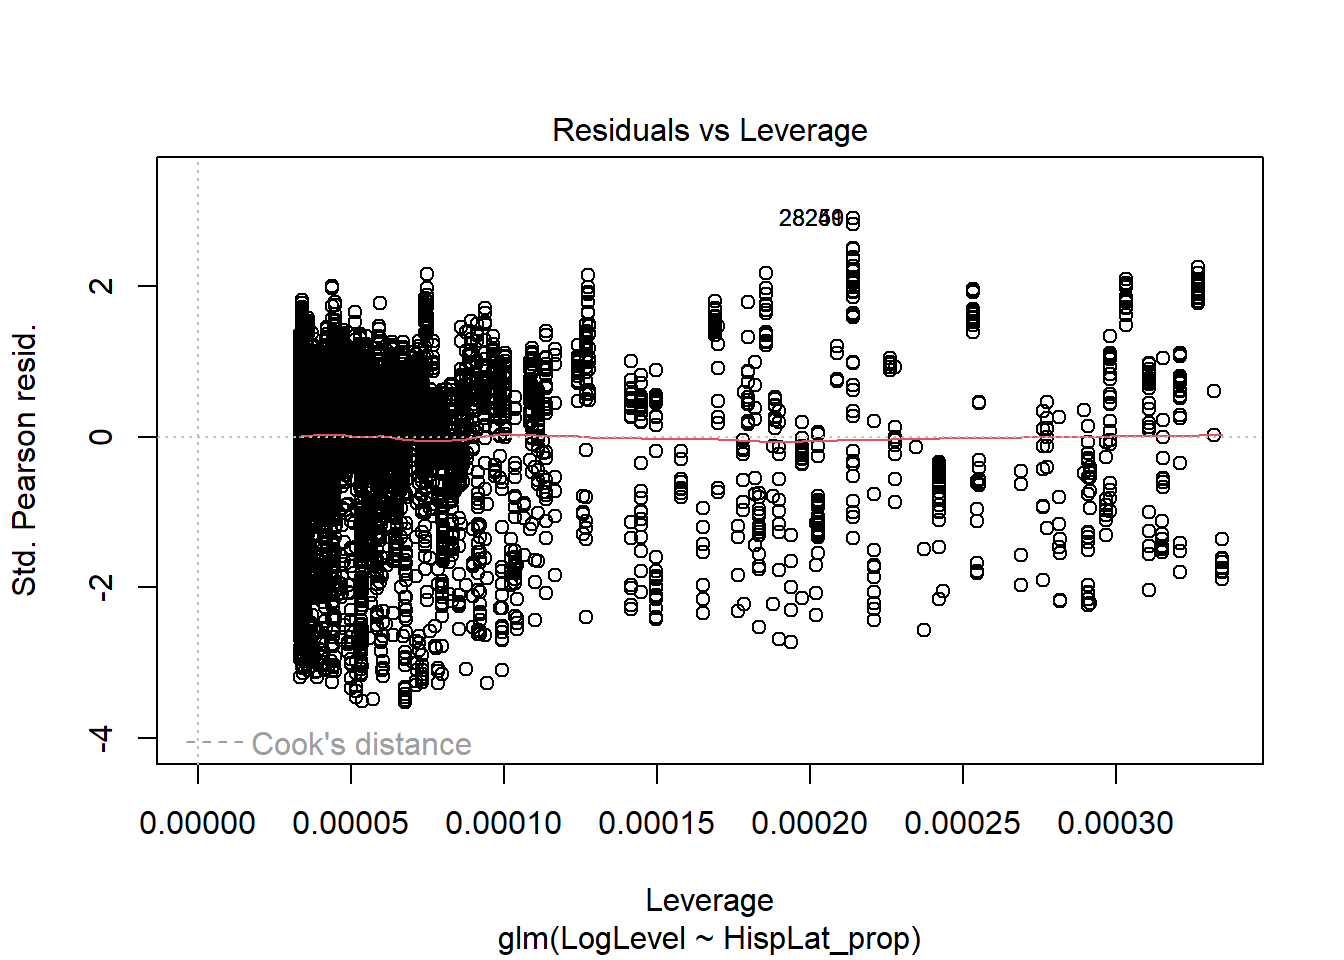 Residuals vs Leverage
Std. Pearson resid.
2
0
-2
-4
Cook's distance
0.00000 0.00005 0.00010 0.00015 0.00020 0.00025 0.00030
Leverage
glm(LogLevel ~ HispLat_prop)